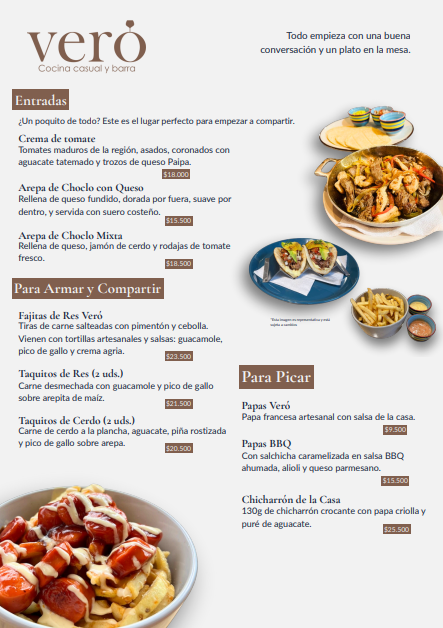 verò
Cocina casual y barra
Todo empieza con una buena
conversación y un plato en la mesa.
Entradas
¿Un poquito de todo? Este es el lugar perfecto para empezar a compartir.
Crema de tomate
Tomates maduros de la región, asados, coronados con
aguacate tatemado y trozos de queso Paipa.
$18.000
Arepa de Choclo con Queso
Rellena de queso fundido, dorada por fuera, suave por
dentro, y servida con suero costeño.
$15.500
Arepa de Choclo Mixta
Rellena de queso, jamón de cerdo y rodajas de tomate
fresco.
$18.500
Para Armar y Compartir
Fajitas de Res Veró
Tiras de carne salteadas con pimentón y cebolla.
Vienen con tortillas artesanales y salsas: guacamole,
pico de gallo y crema agria.
$23.500
Taquitos de Res (2 uds.)
Carne desmechada con guacamole y pico de gallo
sobre arepita de maíz.
$21.500
Taquitos de Cerdo (2 uds.)
Carne de cerdo a la plancha, aguacate, piña rostizada
y pico de gallo sobre arepa.
$20.500
*Esta imagen es representativa y está
sujeta a cambios
Para Picar
Papas Veró
Papa francesa artesanal con salsa de la casa.
$9.500
Papas BBQ
Con salchicha caramelizada en salsa BBQ
ahumada, alioli y queso parmesano.
$15.500
Chicharrón de la Casa
130g de chicharrón crocante con papa criolla y
puré de aguacate.
$25.500